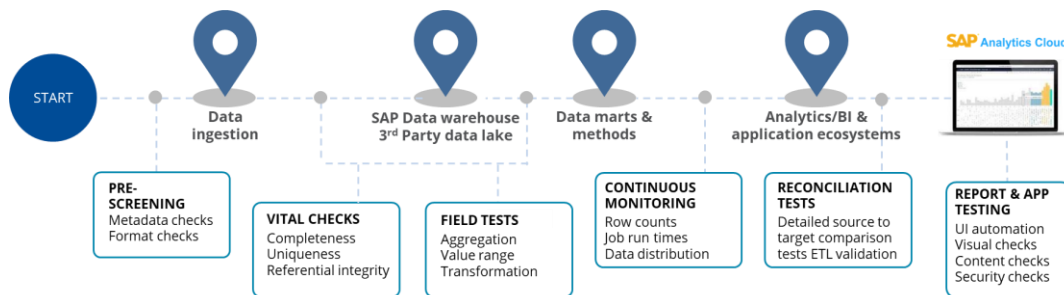 START
Data
ingestion
SAP Data warehouse
3rd Party data lake
Data marts &
methods
Analytics/BI &
application ecosystems
SAP Analytics Cloud
PRE-
SCREENING
Metadata checks
Format checks
VITAL CHECKS
Completeness
Uniqueness
Referential integrity
FIELD TESTS
Aggregation
Value range
Transformation
CONTINUOUS
MONITORING
Row counts
Job run times
Data distribution
RECONCILIATION
TESTS
Detailed source to
target comparison
tests ETL validation
REPORT & APP
TESTING
UI automation
Visual checks
Content checks
Security checks